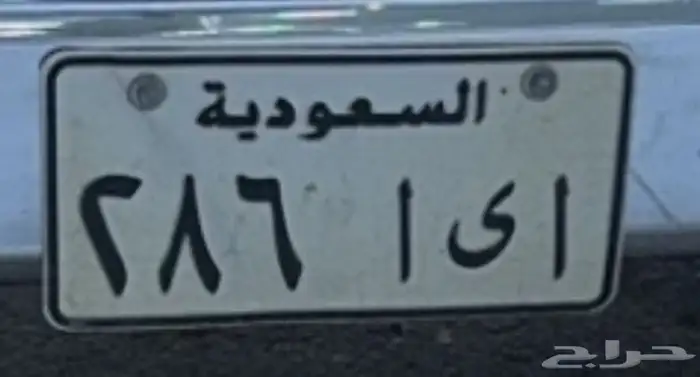 السعودية
ا ى ا ٢٨٦
حراج